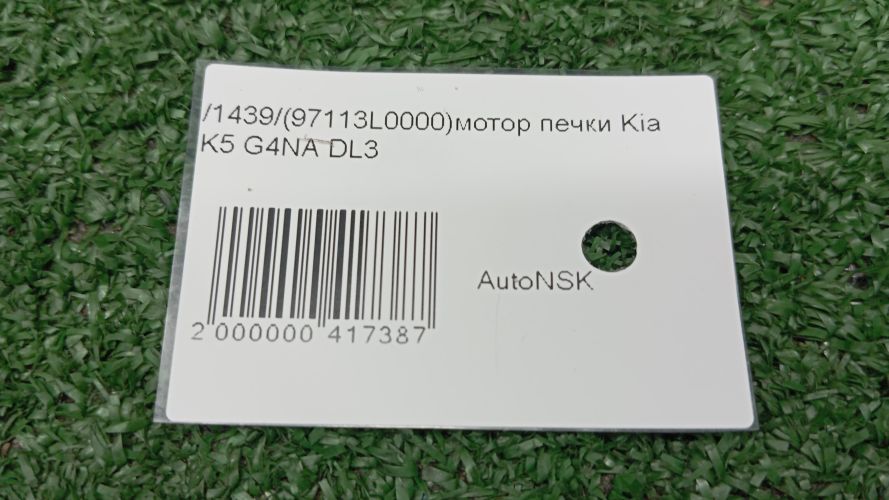 /1439/(97113L0000)мотор печки Kia
K5 G4NA DL3
AutoNSK
2 000000 417387